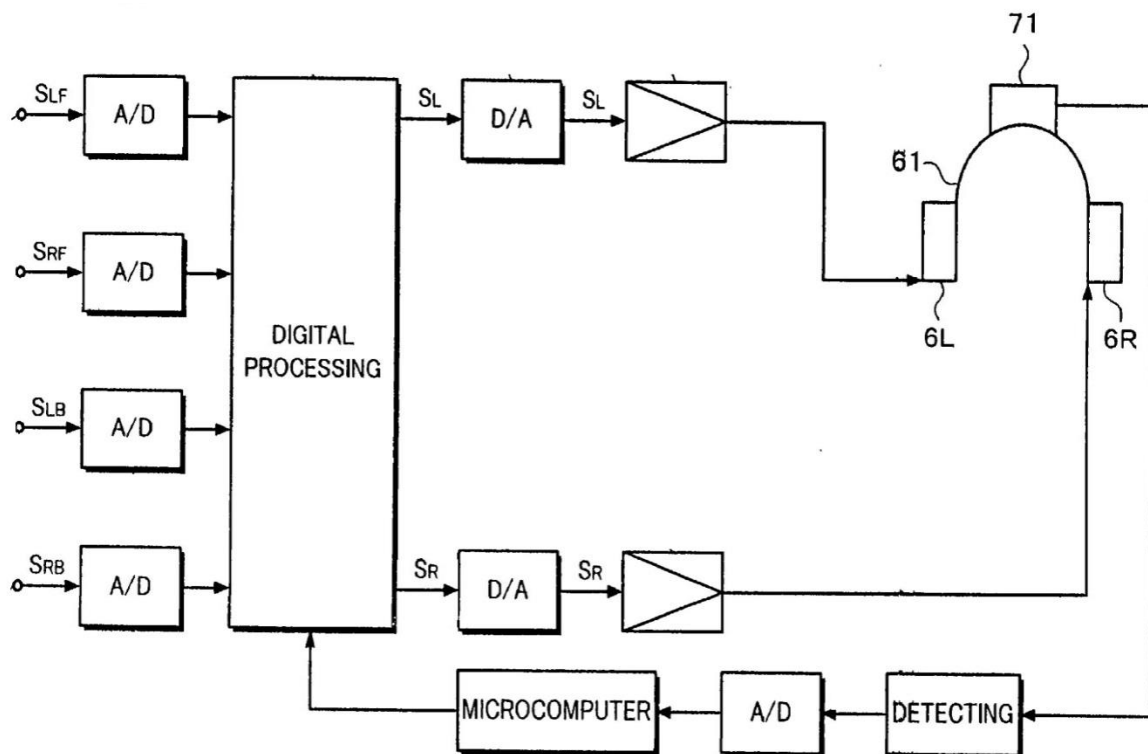 71
SLF
A/D
SL
D/A
SL
61
SRF
A/D
DIGITAL
PROCESSING
6L
6R
SLB
A/D
SRB
A/D
SR
D/A
SR
MICROCOMPUTER
A/D
DETECTING